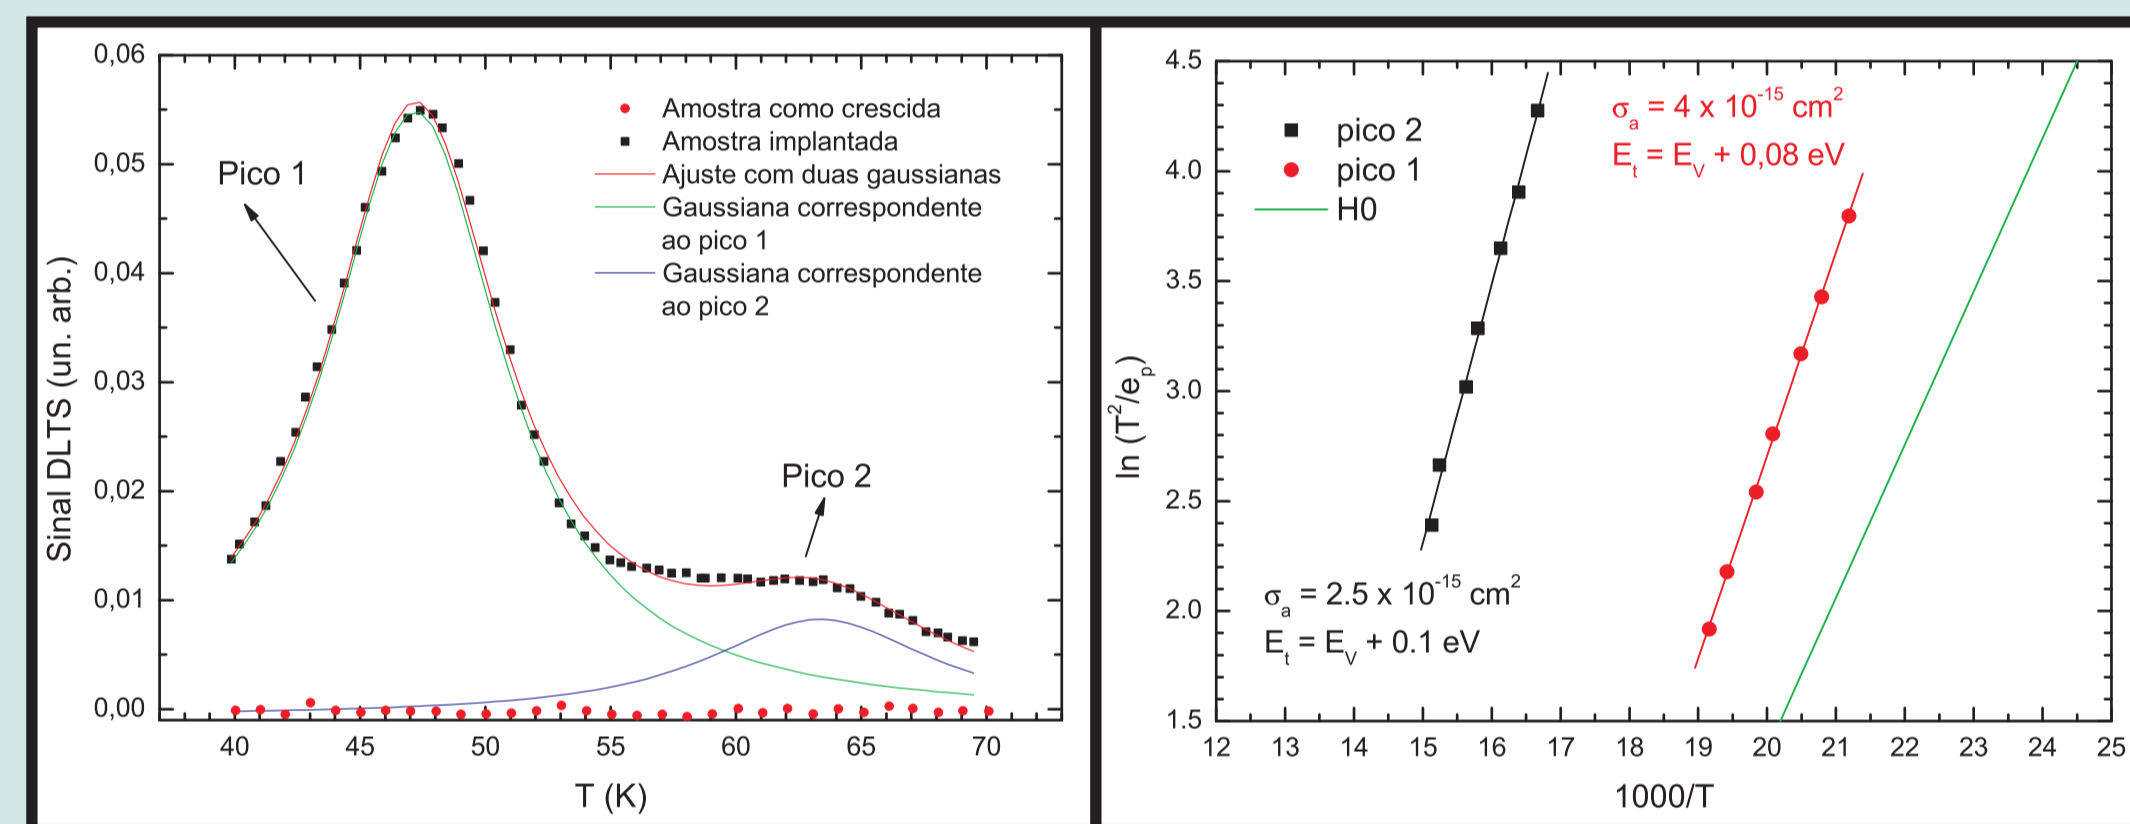 0,06
0,05
0,04
0,03
0,02
0,01
0,00
Sinal DLTS (un. arb.)
40 45 50 55 60 65 70
T (K)
Pico 1
Pico 2
Amostra como crescida
Amostra implantada
Ajuste com duas gaussianas
Gaussiana correspondente
ao pico 1
Gaussiana correspondente
ao pico 2
4.5
4.0
3.5
3.0
2.5
2.0
1.5
ln (T²/eₚ)
12 13 14 15 16 17 18 19 20 21 22 23 24 25
1000/T
pico 2
pico 1
H0
σₐ = 4 x 10⁻¹⁵ cm²
Eₜ = E_V + 0,08 eV
σₐ = 2.5 x 10⁻¹⁵ cm²
Eₜ = E_V + 0.1 eV